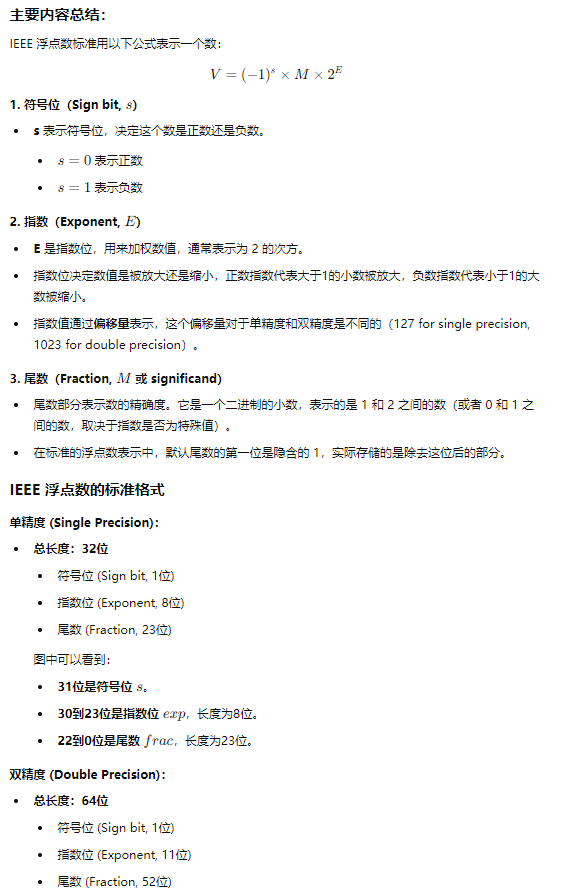 主要内容总结：
IEEE 浮点数标准用以下公式表示一个数：
V = (−1)^s × M × 2^E
1. 符号位（Sign bit, s）
• s 表示符号位，决定这个数是正数还是负数。
• s = 0 表示正数
• s = 1 表示负数
2. 指数（Exponent, E）
• E 是指数位，用来加权数值，通常表示为 2 的次方。
• 指数位决定数值是被放大还是缩小，正数指数代表大于1的小数被放大，负数指数代表小于1的大
数被缩小。
• 指数值通过偏移量表示，这个偏移量对于单精度和双精度是不同的（127 for single precision,
1023 for double precision）。
3. 尾数（Fraction, M 或 significand）
• 尾数部分表示数的精确度。它是一个二进制的小数，表示的是 1 和 2 之间的数（或者 0 和 1 之
间的数，取决于指数是否为特殊值）。
• 在标准的浮点数表示中，默认尾数的第一位是隐含的 1，实际存储的是除去这位后的部分。
IEEE 浮点数的标准格式
单精度 (Single Precision)：
• 总长度：32位
• 符号位 (Sign bit, 1位)
• 指数位 (Exponent, 8位)
• 尾数 (Fraction, 23位)
图中可以看到：
• 31位是符号位 s。
• 30到23位是指数位 exp，长度为8位。
• 22到0位是尾数 frac，长度为23位。
双精度 (Double Precision)：
• 总长度：64位
• 符号位 (Sign bit, 1位)
• 指数位 (Exponent, 11位)
• 尾数 (Fraction, 52位)